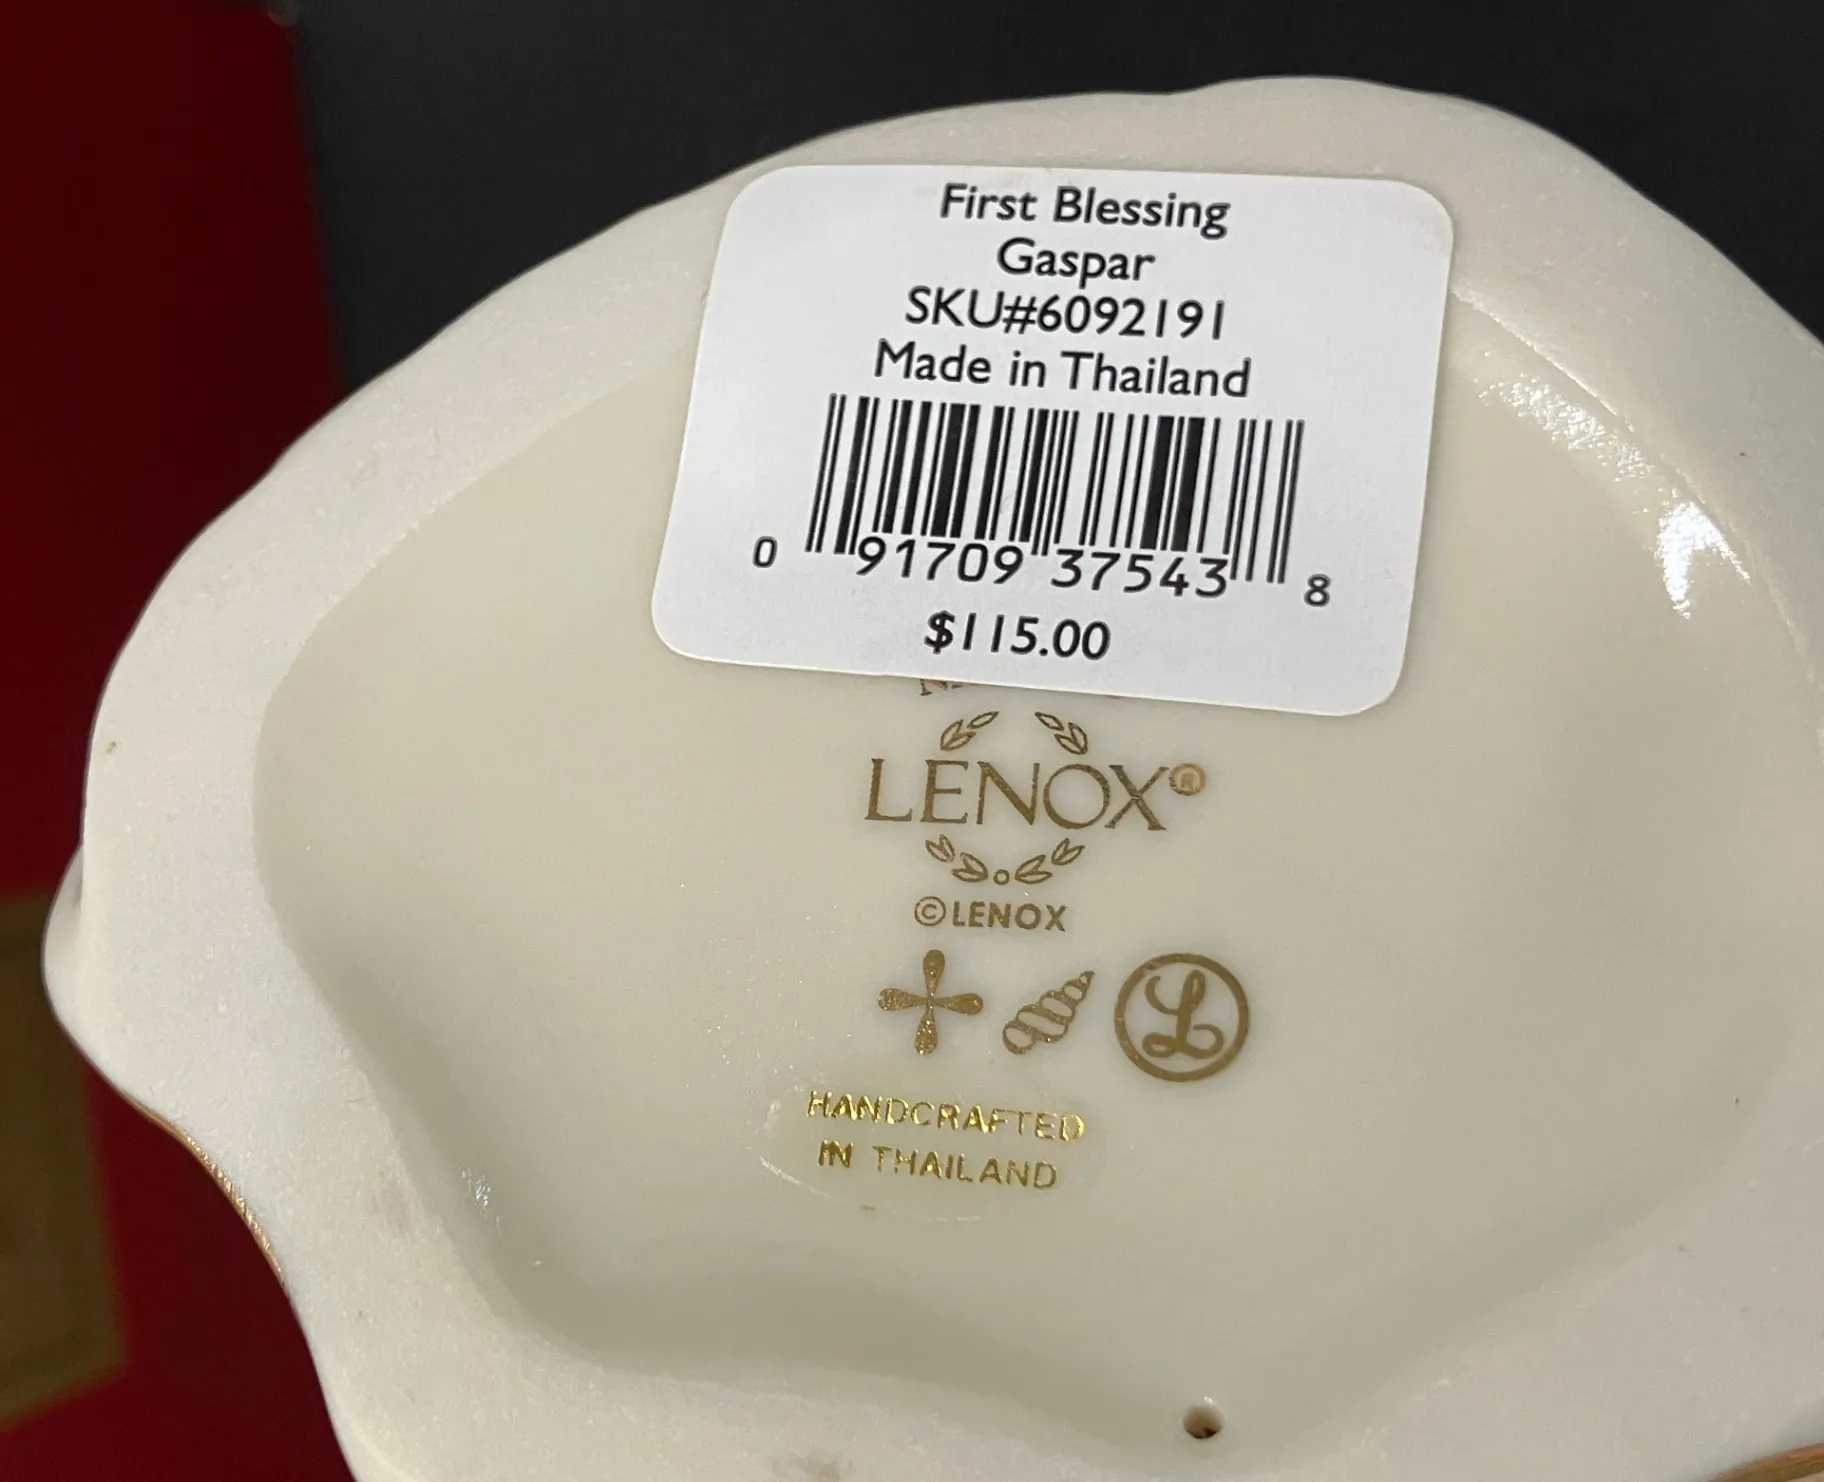 First Blessing
Gaspar
SKU#6092191
Made in Thailand
0 91709 37543 8
$115.00
LENOX®
©LENOX
L
HANDCRAFTED
IN THAILAND